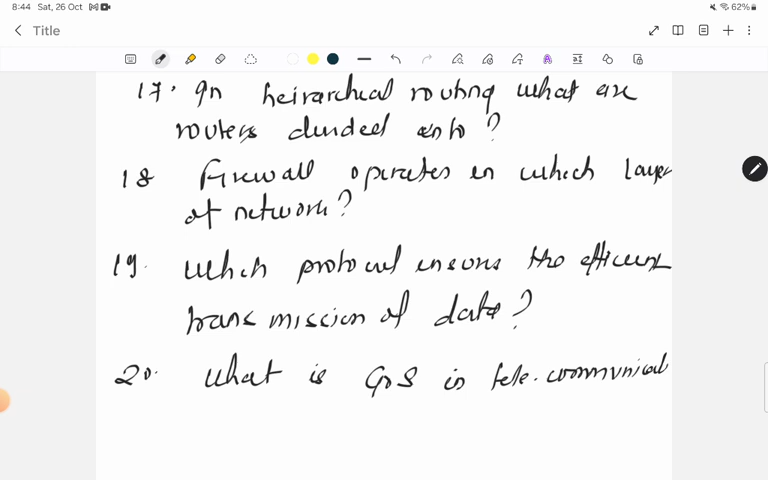 8:44 Sat, 26 Oct 62%
Title
17. In heirarchical routing what are
routers divided into?
18 Firewall operates in which layer
of network?
19. Which protocol ensures the efficient
transmission of data?
20. What is QoS in tele.communicat